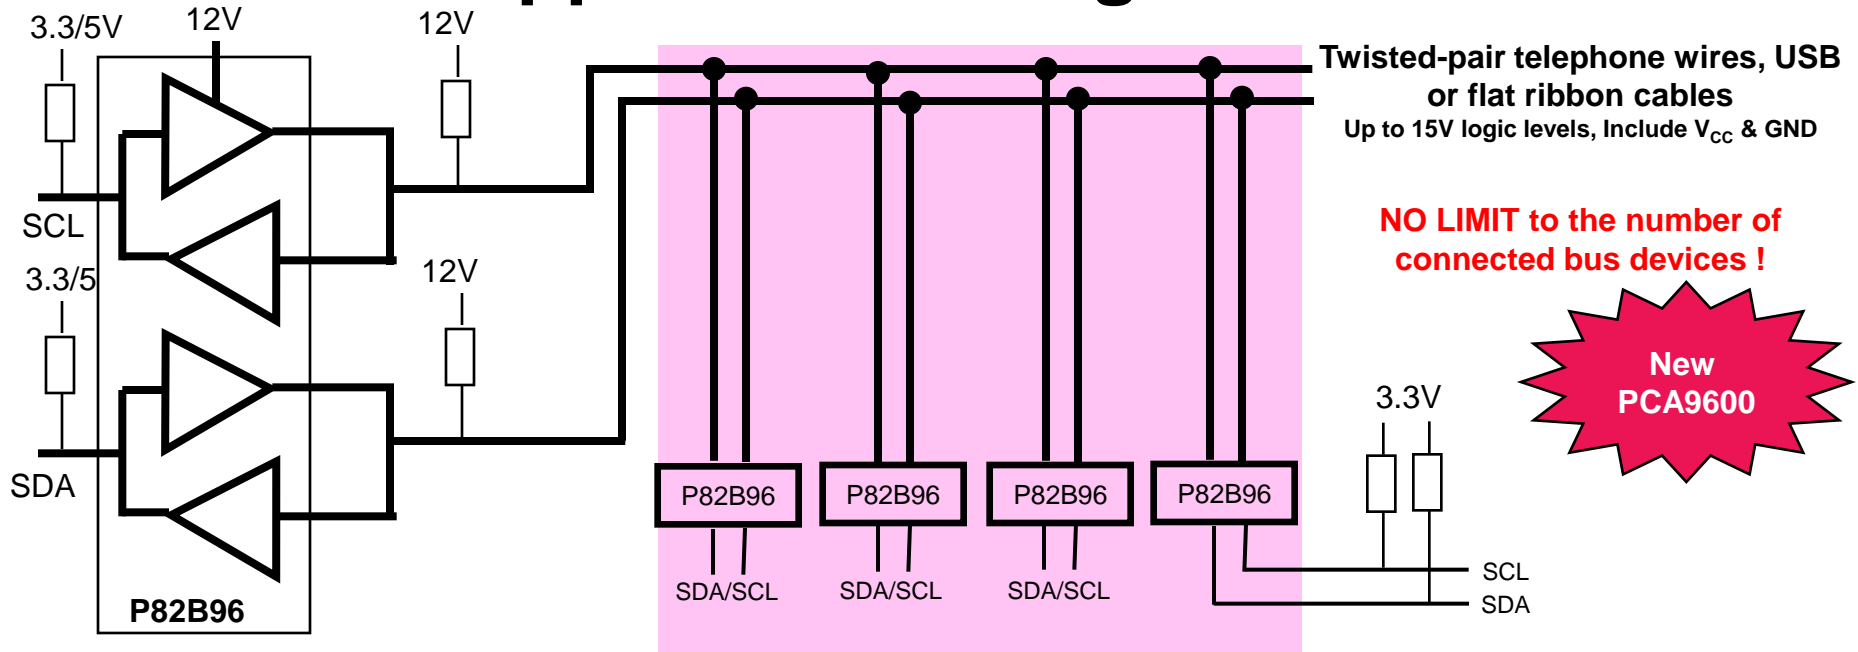 3.3/5V
12V
12V
SCL
3.3/5
12V
SDA
P82B96
Twisted-pair telephone wires, USB
or flat ribbon cables
Up to 15V logic levels, Include VCC & GND
NO LIMIT to the number of
connected bus devices !
New
PCA9600
3.3V
P82B96
P82B96
P82B96
P82B96
SDA/SCL
SDA/SCL
SDA/SCL
SCL
SDA